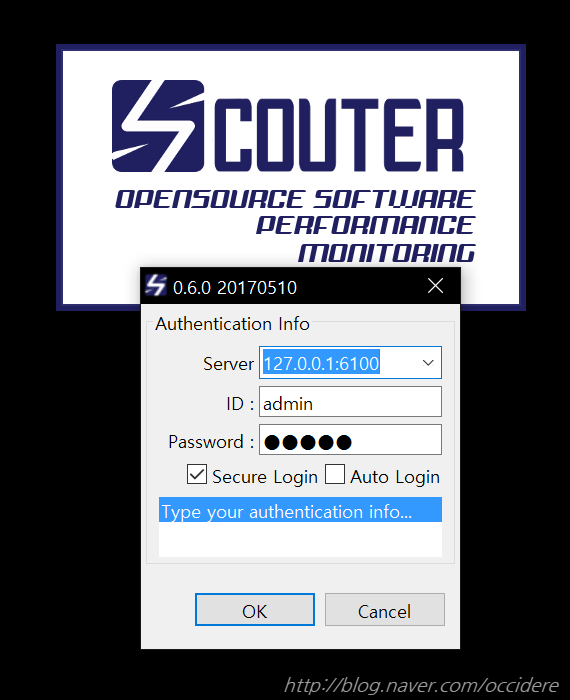 SCOUTER
OPENSOURCE SOFTWARE
PERFORMANCE
MONITORING
0.6.0 20170510
Authentication Info
Server 127.0.0.1:6100
ID : admin
Password : ●●●●●
Secure Login Auto Login
Type your authentication info...
OK Cancel
http://blog.naver.com/occidere